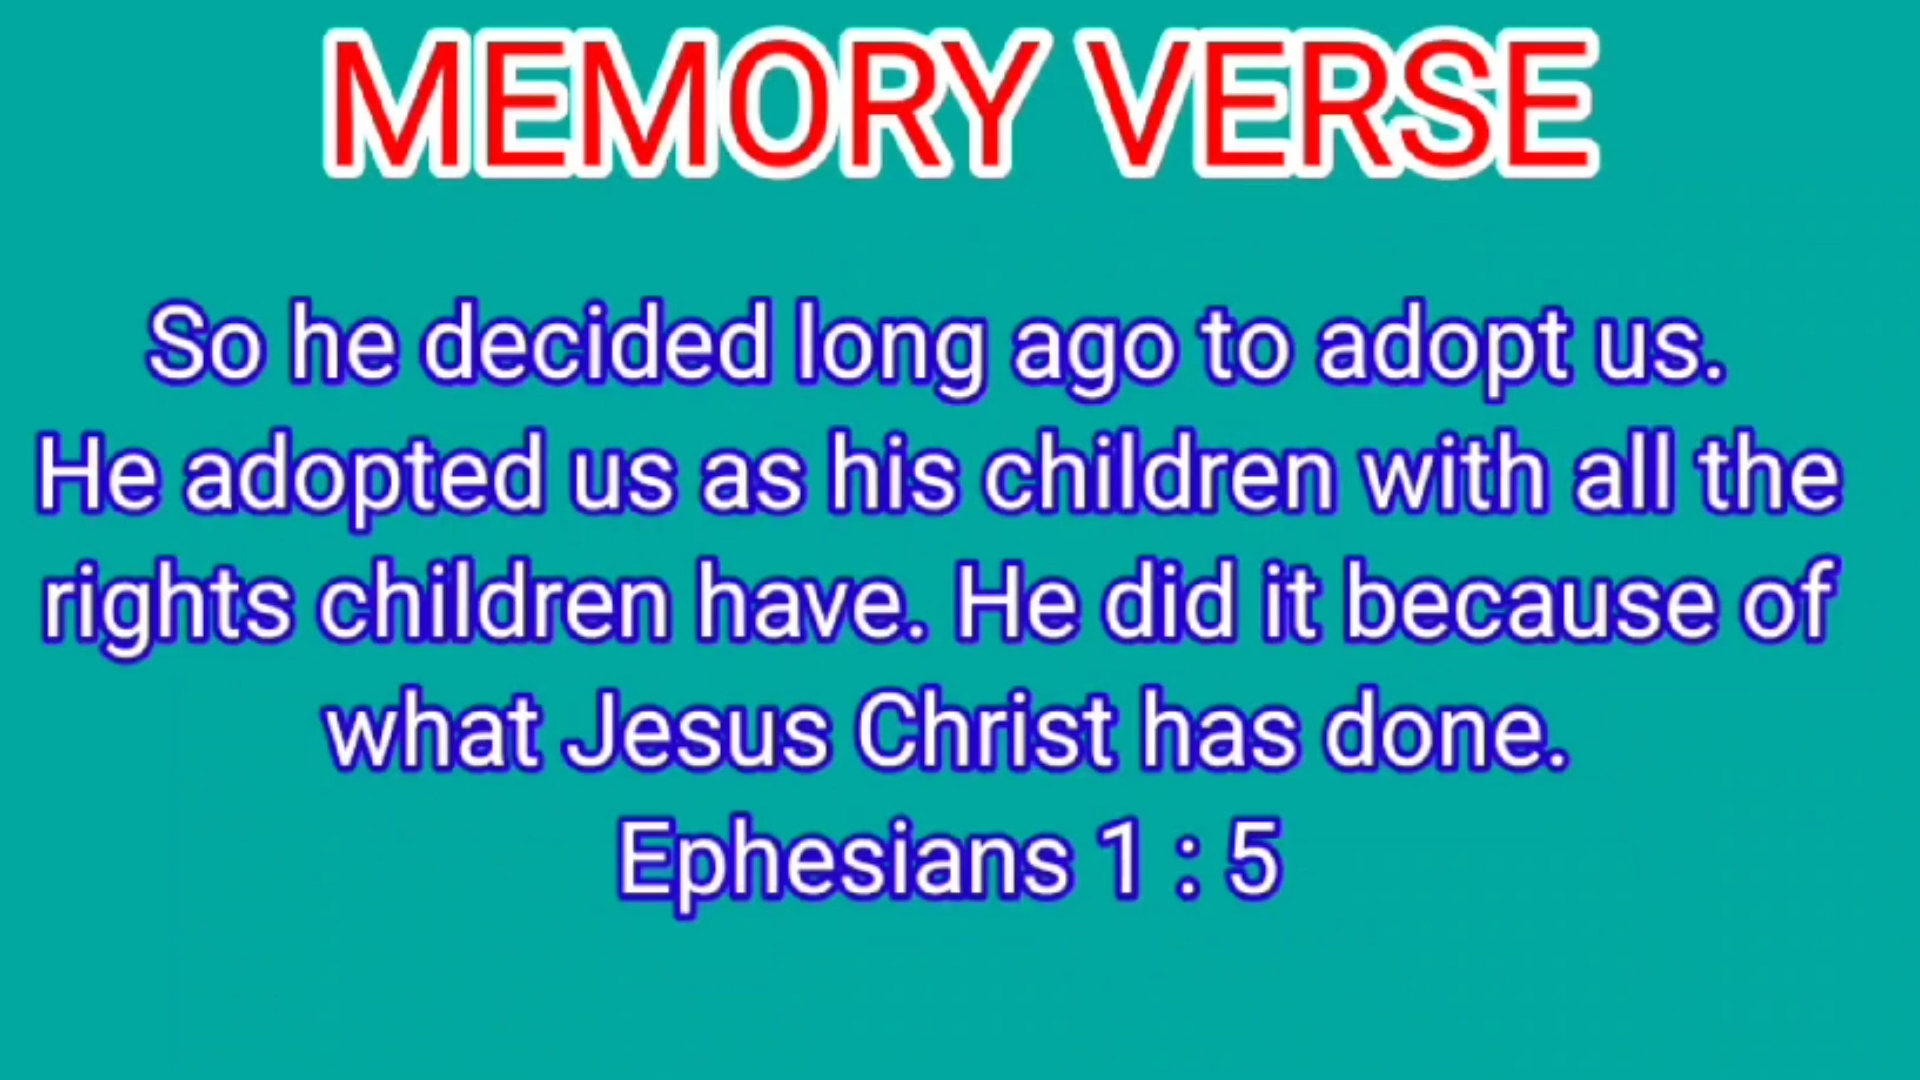 MEMORY VERSE
So he decided long ago to adopt us.
He adopted us as his children with all the
rights children have. He did it because of
what Jesus Christ has done.
Ephesians 1 : 5